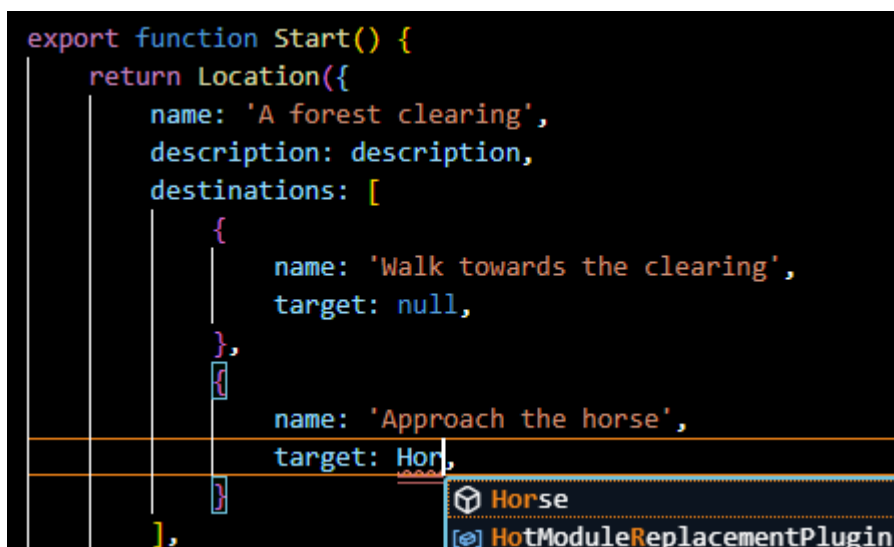 export function Start() {
return Location({
name: 'A forest clearing',
description: description,
destinations: [
{
name: 'Walk towards the clearing',
target: null,
},
{
name: 'Approach the horse',
target: Hor,
}
],
Horse
HotModuleReplacementPlugin